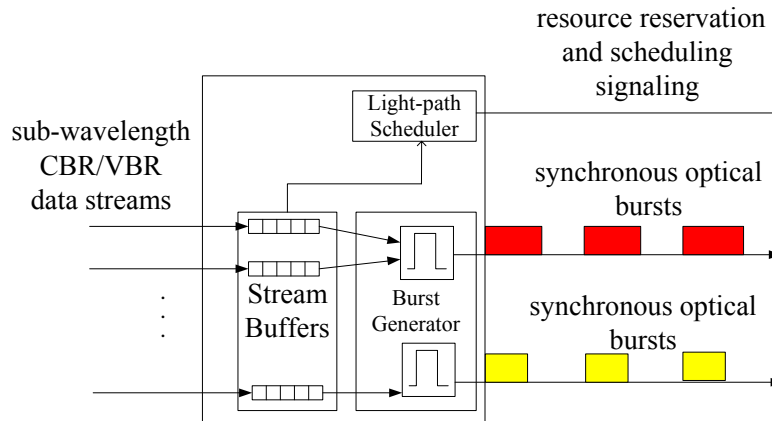 resource reservation
and scheduling
signaling
Light-path
Scheduler
sub-wavelength
CBR/VBR
data streams
synchronous optical
bursts
Stream
Buffers
Burst
Generator
synchronous optical
bursts